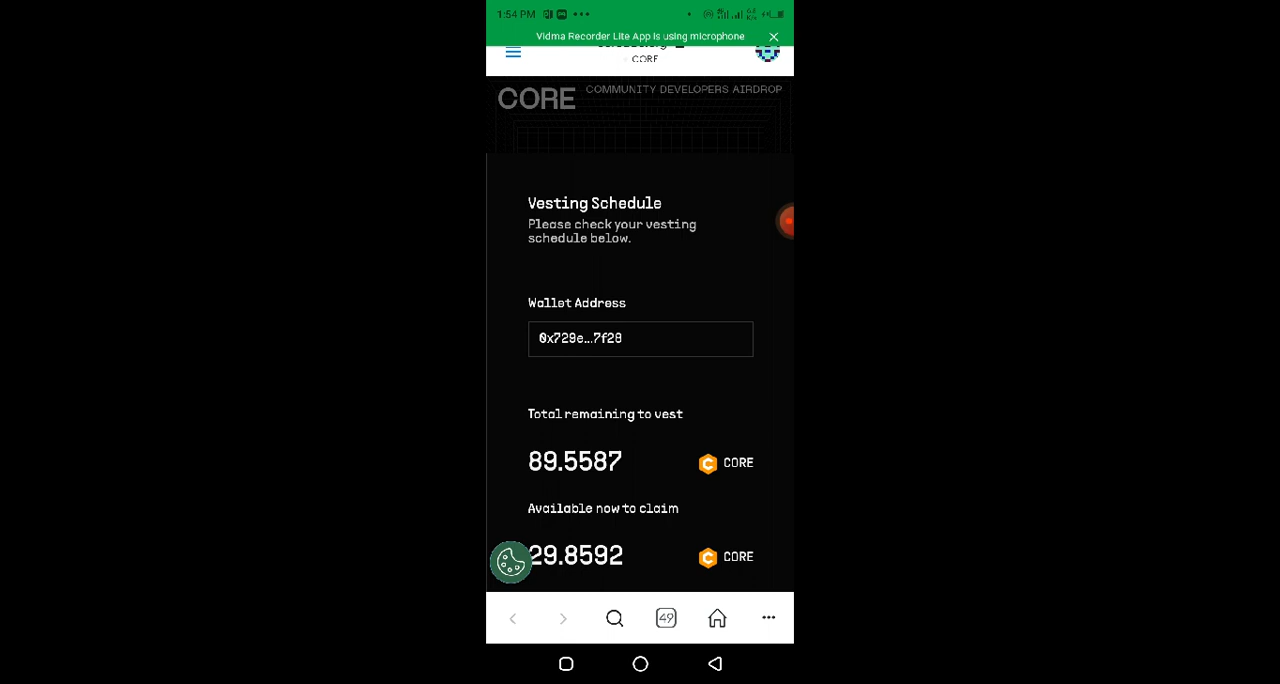 1:54 PM
Vidma Recorder Lite App is using microphone
CORE
CORE
COMMUNITY DEVELOPERS AIRDROP
Vesting Schedule
Please check your vesting
schedule below.
Wallet Address
0x729e...7f28
Total remaining to vest
89.5587 CORE
Available now to claim
29.8592 CORE
49